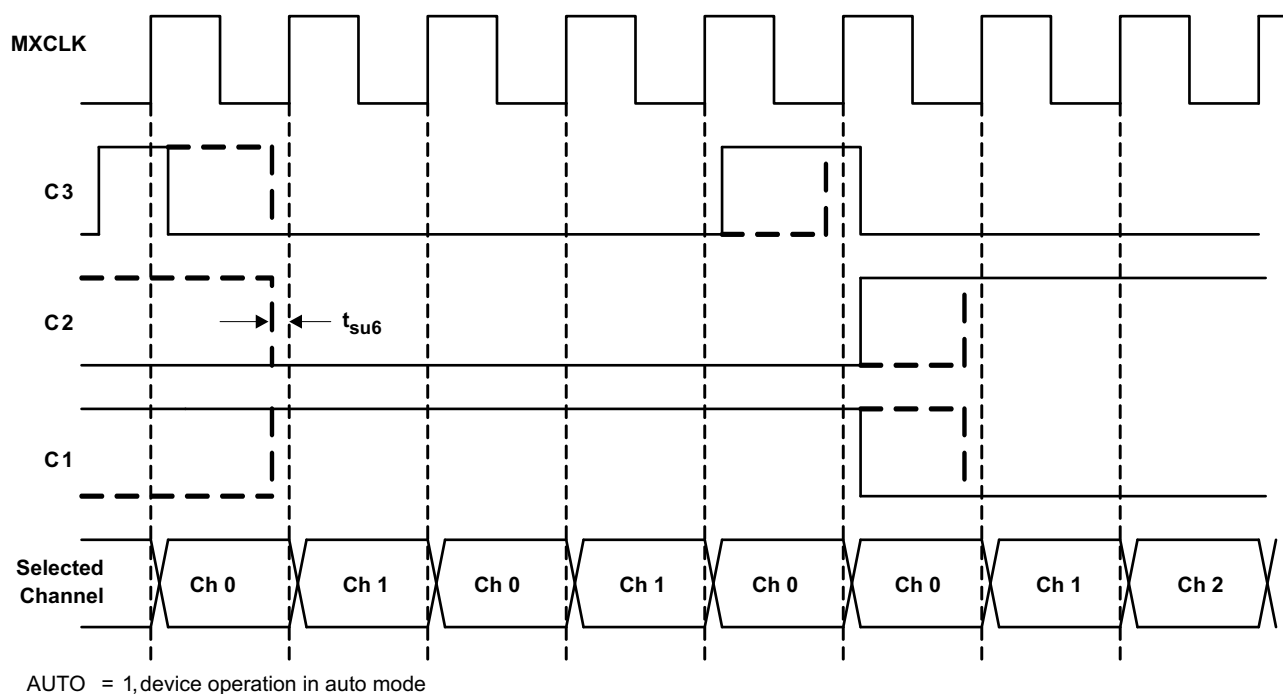 MXCLK
C3
C2
t_su6
C1
Selected
Channel
Ch 0 Ch 1 Ch 0 Ch 1 Ch 0 Ch 0 Ch 1 Ch 2
AUTO = 1, device operation in auto mode